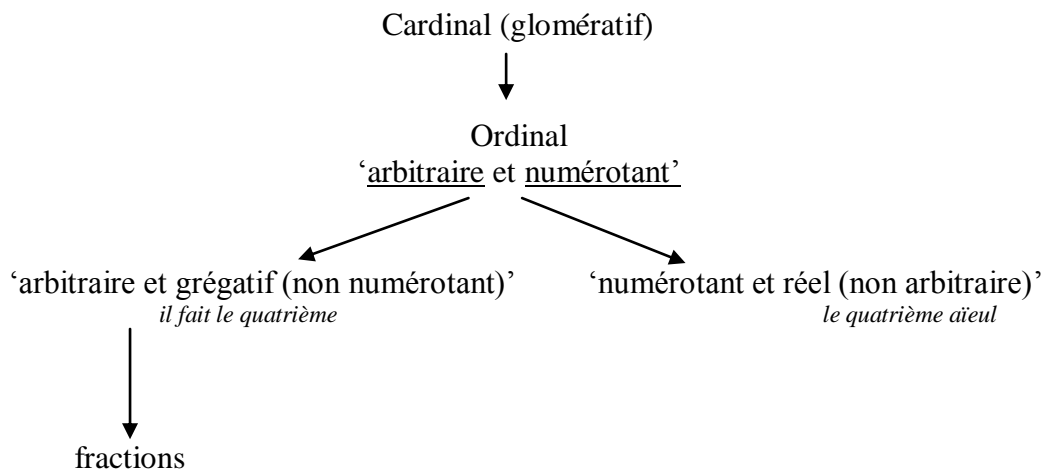 Cardinal (glomératif)
Ordinal
‘arbitraire et numérotant’
‘arbitraire et grégatif (non numérotant)’
il fait le quatrième
‘numérotant et réel (non arbitraire)’
le quatrième aïeul
fractions